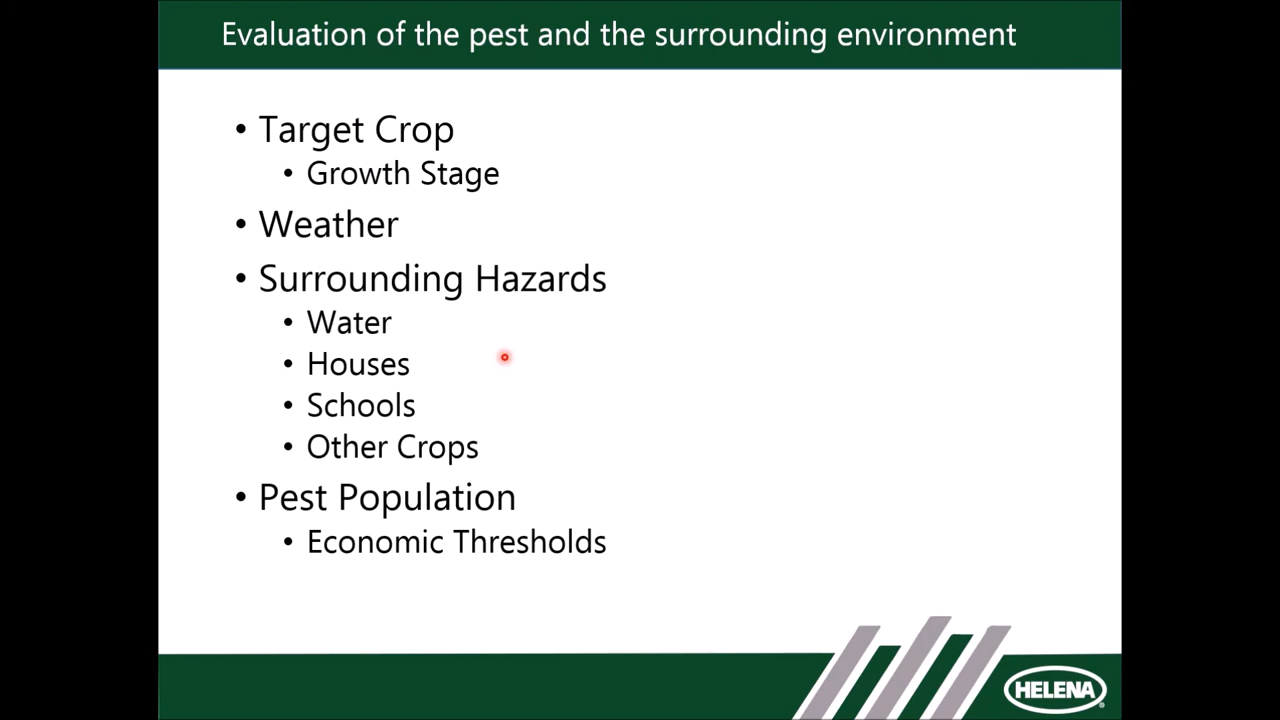 Evaluation of the pest and the surrounding environment
• Target Crop
• Growth Stage
• Weather
• Surrounding Hazards
• Water
• Houses
• Schools
• Other Crops
• Pest Population
• Economic Thresholds
HELENA®